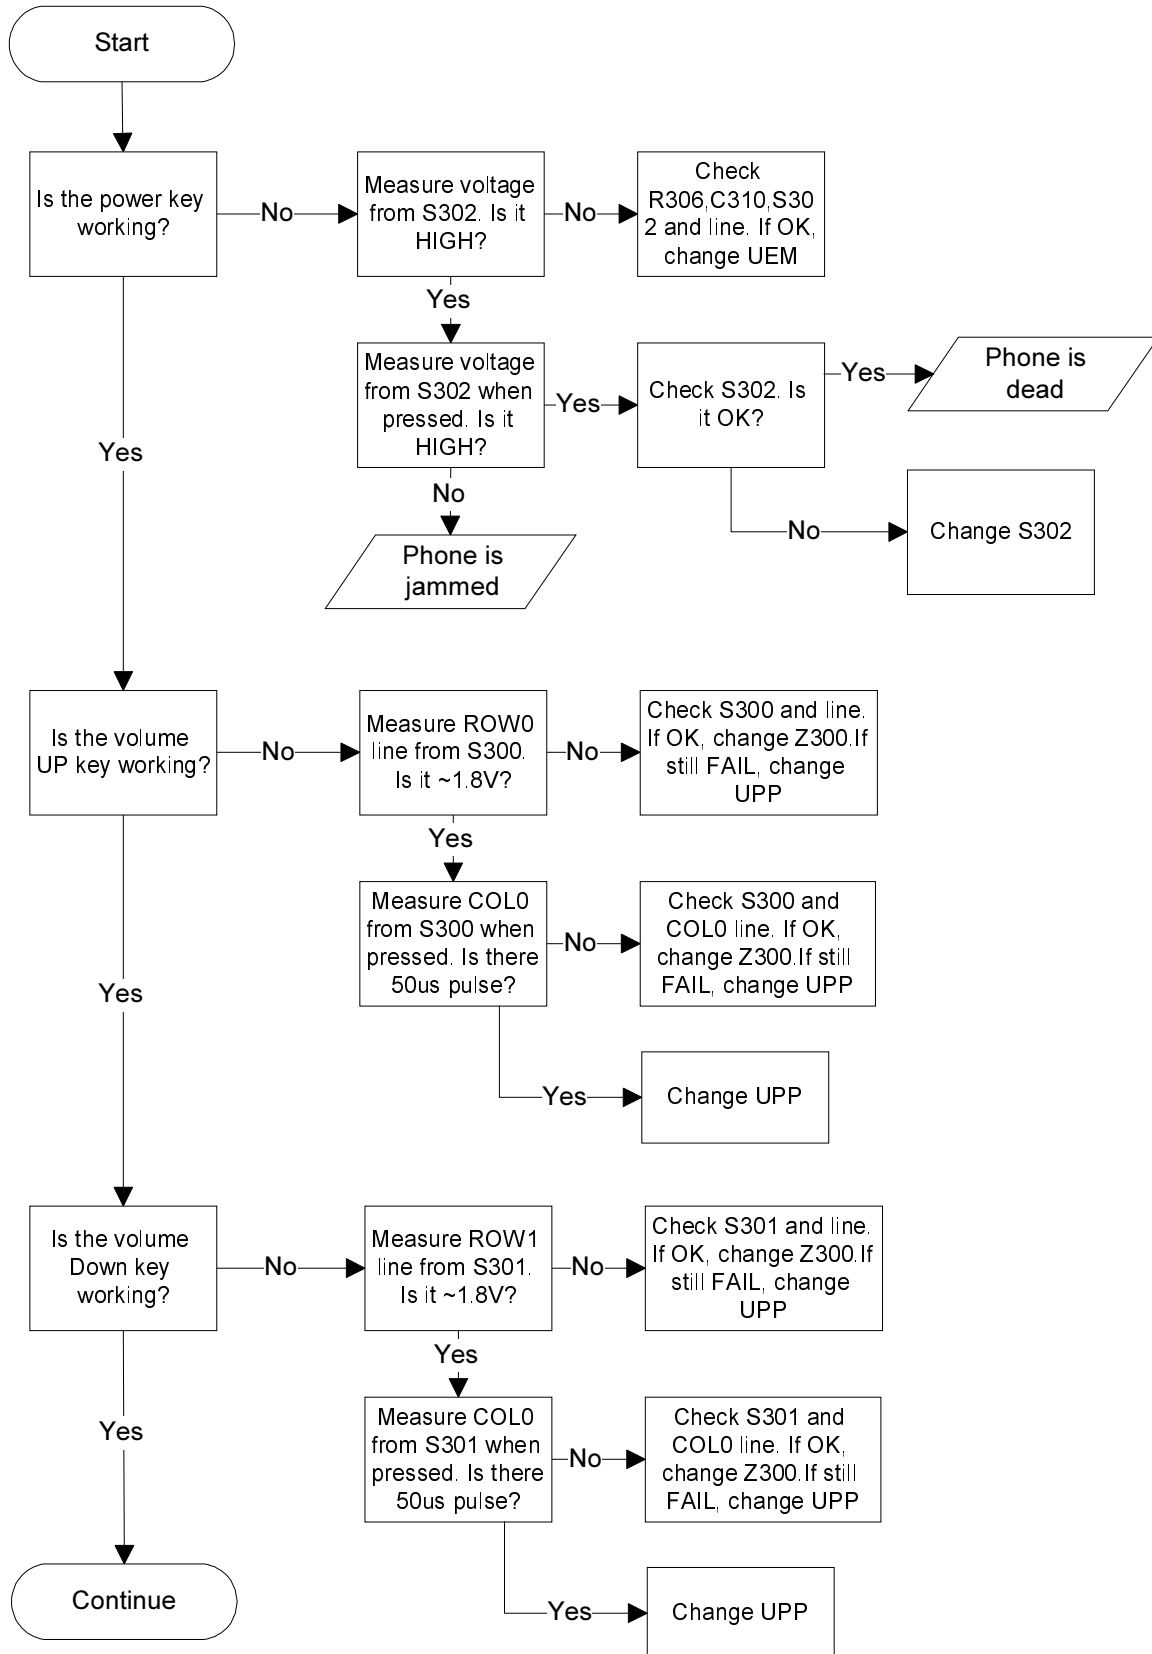 Start
Is the power key
working?
No
Measure voltage
from S302. Is it
HIGH?
No
Check
R306,C310,S30
2 and line. If OK,
change UEM
Yes
Measure voltage
from S302 when
pressed. Is it
HIGH?
Yes
Check S302. Is
it OK?
Yes
Phone is
dead
No
Change S302
No
Phone is
jammed
Yes
Is the volume
UP key working?
No
Measure ROW0
line from S300.
Is it ~1.8V?
No
Check S300 and line.
If OK, change Z300.If
still FAIL, change
UPP
Yes
Measure COL0
from S300 when
pressed. Is there
50us pulse?
No
Check S300 and
COL0 line. If OK,
change Z300.If still
FAIL, change UPP
Yes
Change UPP
Yes
Is the volume
Down key
working?
No
Measure ROW1
line from S301.
Is it ~1.8V?
No
Check S301 and line.
If OK, change Z300.If
still FAIL, change
UPP
Yes
Measure COL0
from S301 when
pressed. Is there
50us pulse?
No
Check S301 and
COL0 line. If OK,
change Z300.If still
FAIL, change UPP
Yes
Change UPP
Yes
Continue